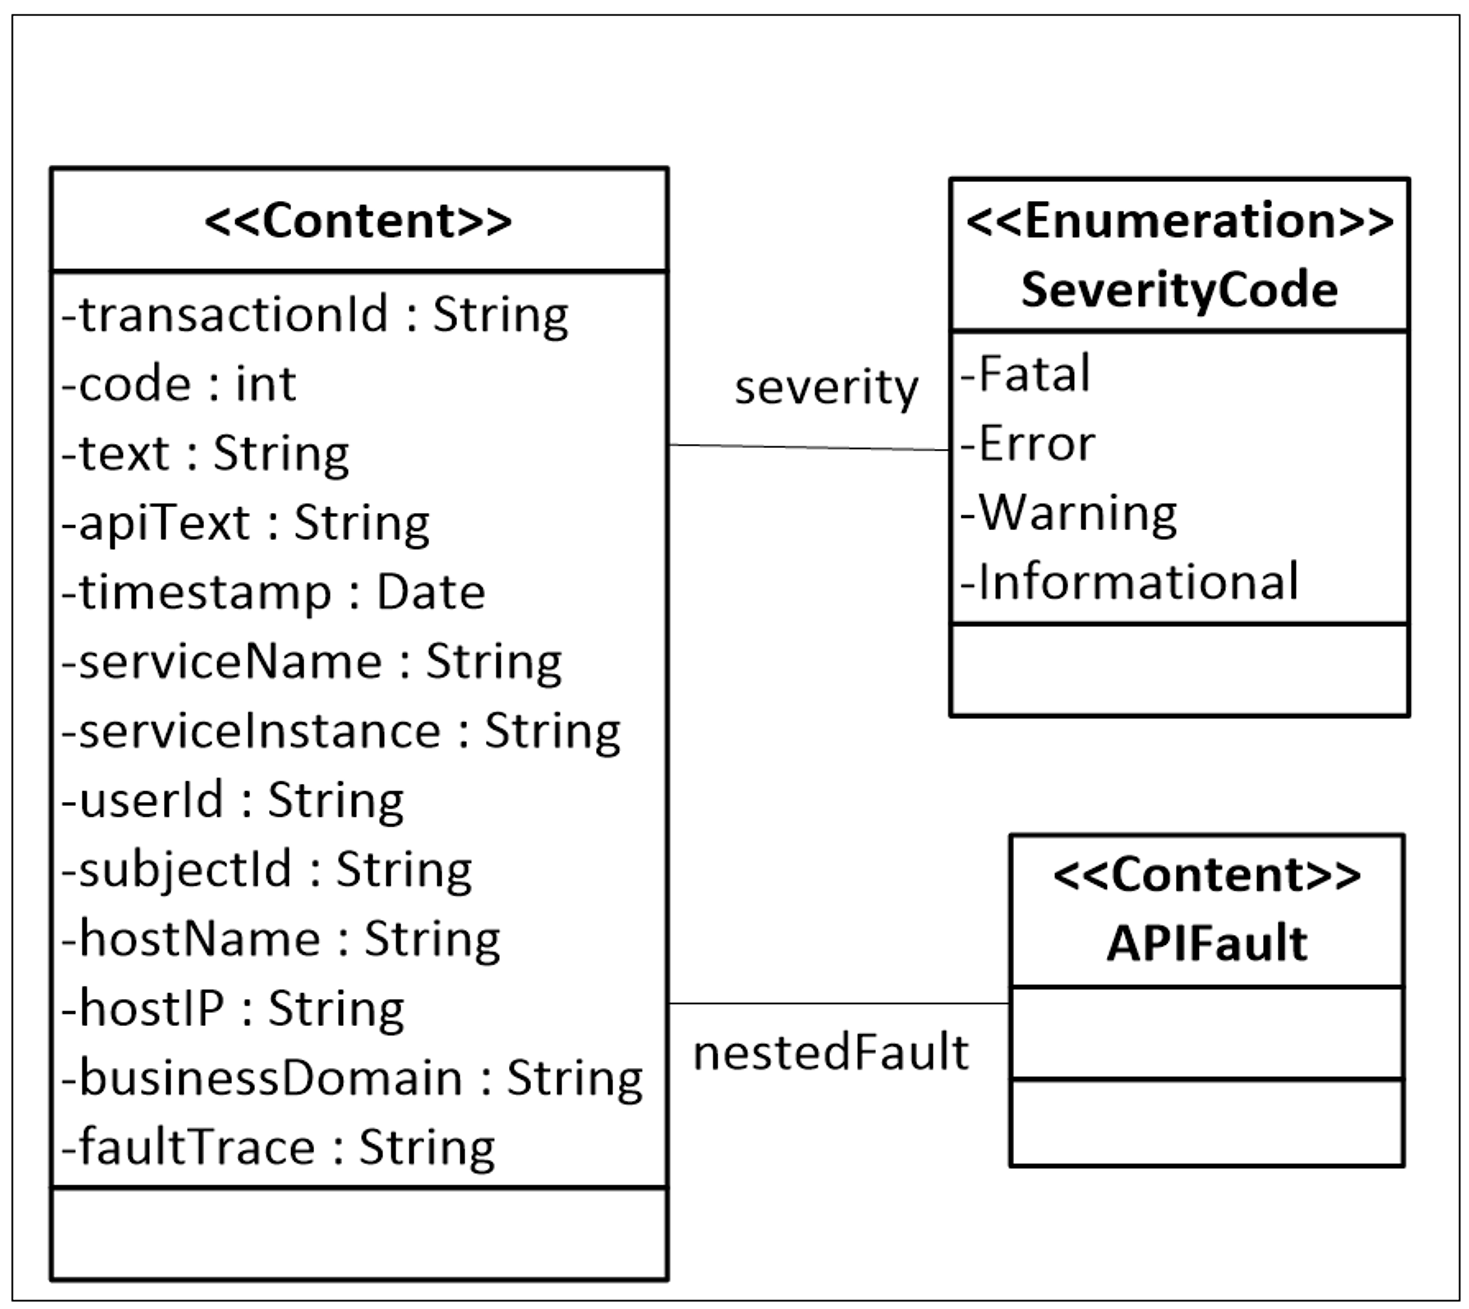 <<Content>>
-transactionId : String
-code : int
-text : String
-apiText : String
-timestamp : Date
-serviceName : String
-serviceInstance : String
-userId : String
-subjectId : String
-hostName : String
-hostIP : String
-businessDomain : String
-faultTrace : String
severity
<<Enumeration>>
SeverityCode
-Fatal
-Error
-Warning
-Informational
nestedFault
<<Content>>
APIFault